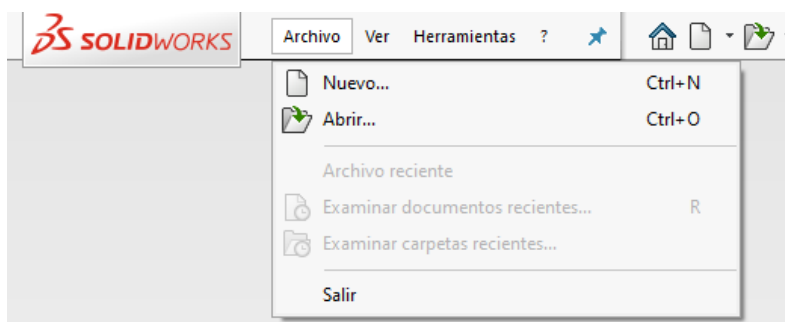 SOLIDWORKS Archivo Ver Herramientas ?
Nuevo... Ctrl+N
Abrir... Ctrl+O
Archivo reciente
Examinar documentos recientes... R
Examinar carpetas recientes...
Salir